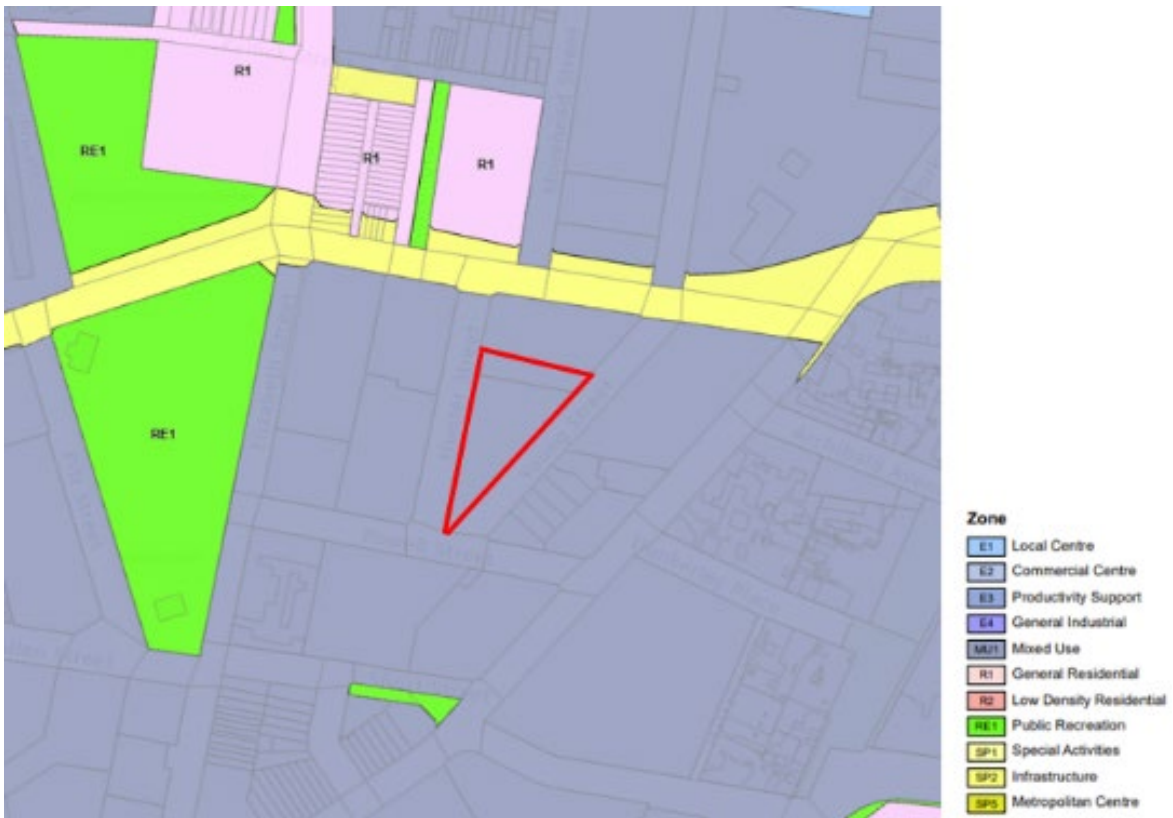 R1
RE1
R1
R1
RE1
Zone
E1 Local Centre
E2 Commercial Centre
E3 Productivity Support
E4 General Industrial
MU1 Mixed Use
R1 General Residential
R2 Low Density Residential
RE1 Public Recreation
SP1 Special Activities
SP2 Infrastructure
SP5 Metropolitan Centre